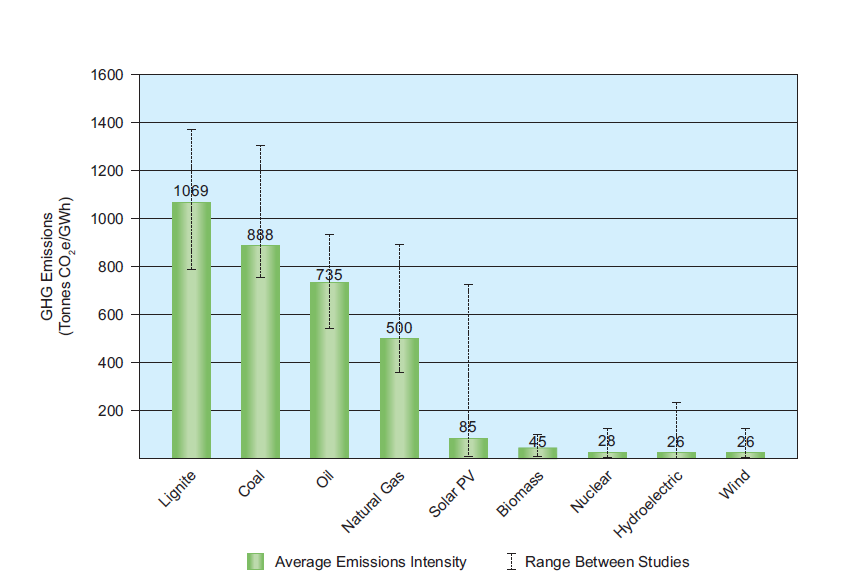 1600
1400
1200
1000
800
600
400
200
GHG Emissions
(Tonnes CO₂e/GWh)
1069
888
735
500
85
45
28
26
26
Lignite
Coal
Oil
Natural Gas
Solar PV
Biomass
Nuclear
Hydroelectric
Wind
Average Emissions Intensity
Range Between Studies